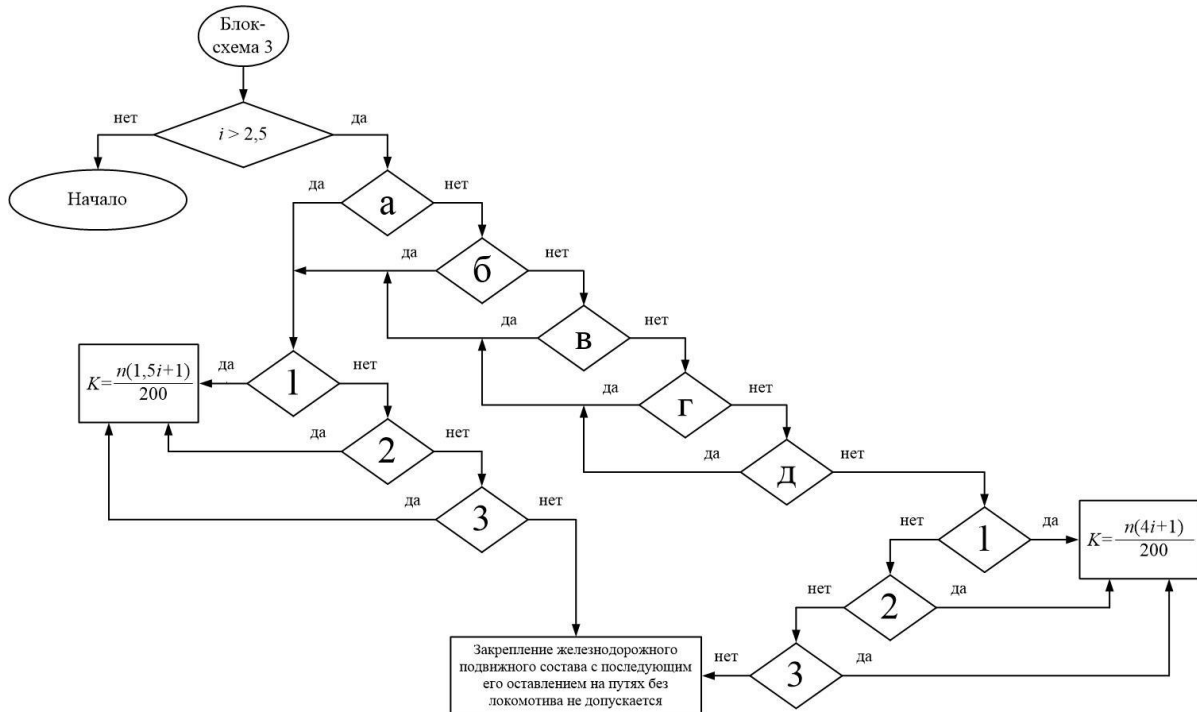 Блок-
схема 3
нет
i > 2,5
да
Начало
да
а
нет
да
б
нет
да
в
нет
да
г
нет
да
д
нет
K=n(1,5i+1)/200
да
1
нет
да
2
нет
да
3
нет
нет
1
да
K=n(4i+1)/200
нет
2
да
нет
3
да
Закрепление железнодорожного
подвижного состава с последующим
его оставлением на путях без
локомотива не допускается